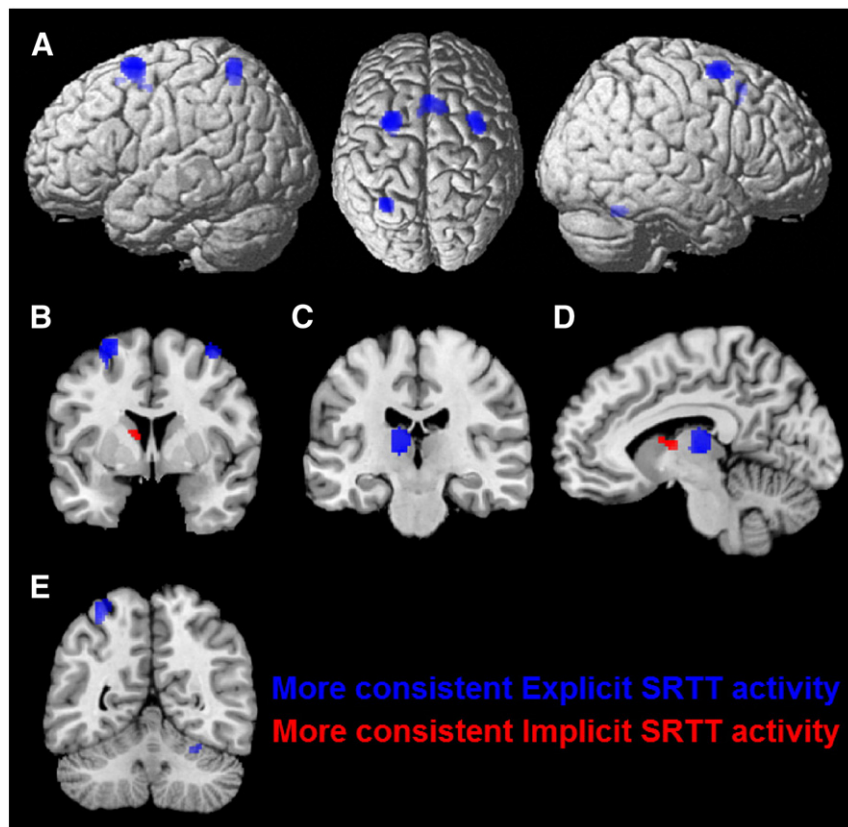 A
B
C
D
E
More consistent Explicit SRTT activity
More consistent Implicit SRTT activity